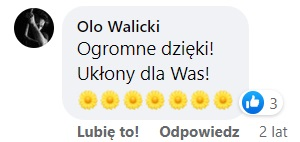 Olo Walicki
Ogromne dzięki!
Ukłony dla Was!
🌼🌼🌼🌼🌼🌼🌼
3
Lubię to! Odpowiedz 2 lat